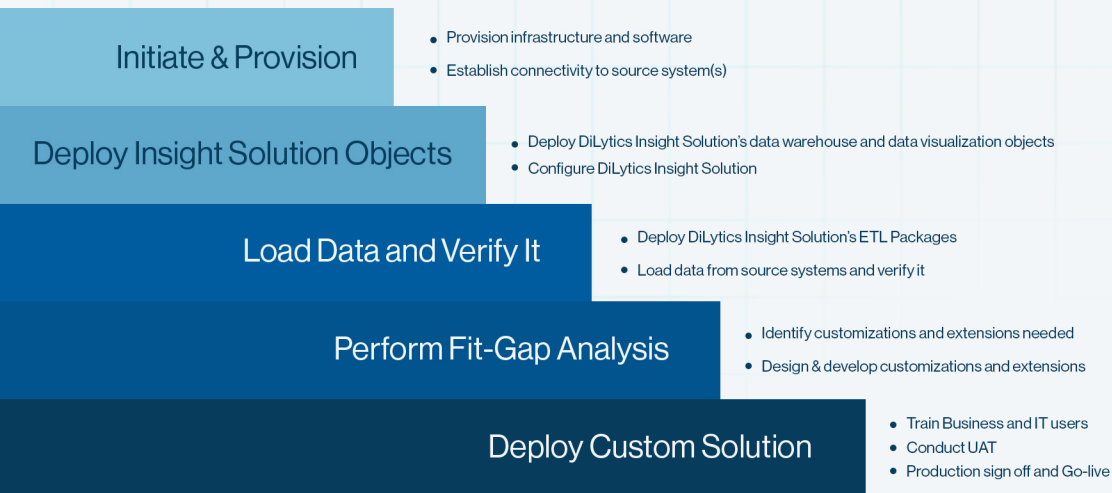 Initiate & Provision
Provision infrastructure and software
Establish connectivity to source system(s)
Deploy Insight Solution Objects
Deploy DiLytics Insight Solution's data warehouse and data visualization objects
Configure DiLytics Insight Solution
Load Data and Verify It
Deploy DiLytics Insight Solution's ETL Packages
Load data from source systems and verify it
Perform Fit-Gap Analysis
Identify customizations and extensions needed
Design & develop customizations and extensions
Deploy Custom Solution
Train Business and IT users
Conduct UAT
Production sign off and Go-live